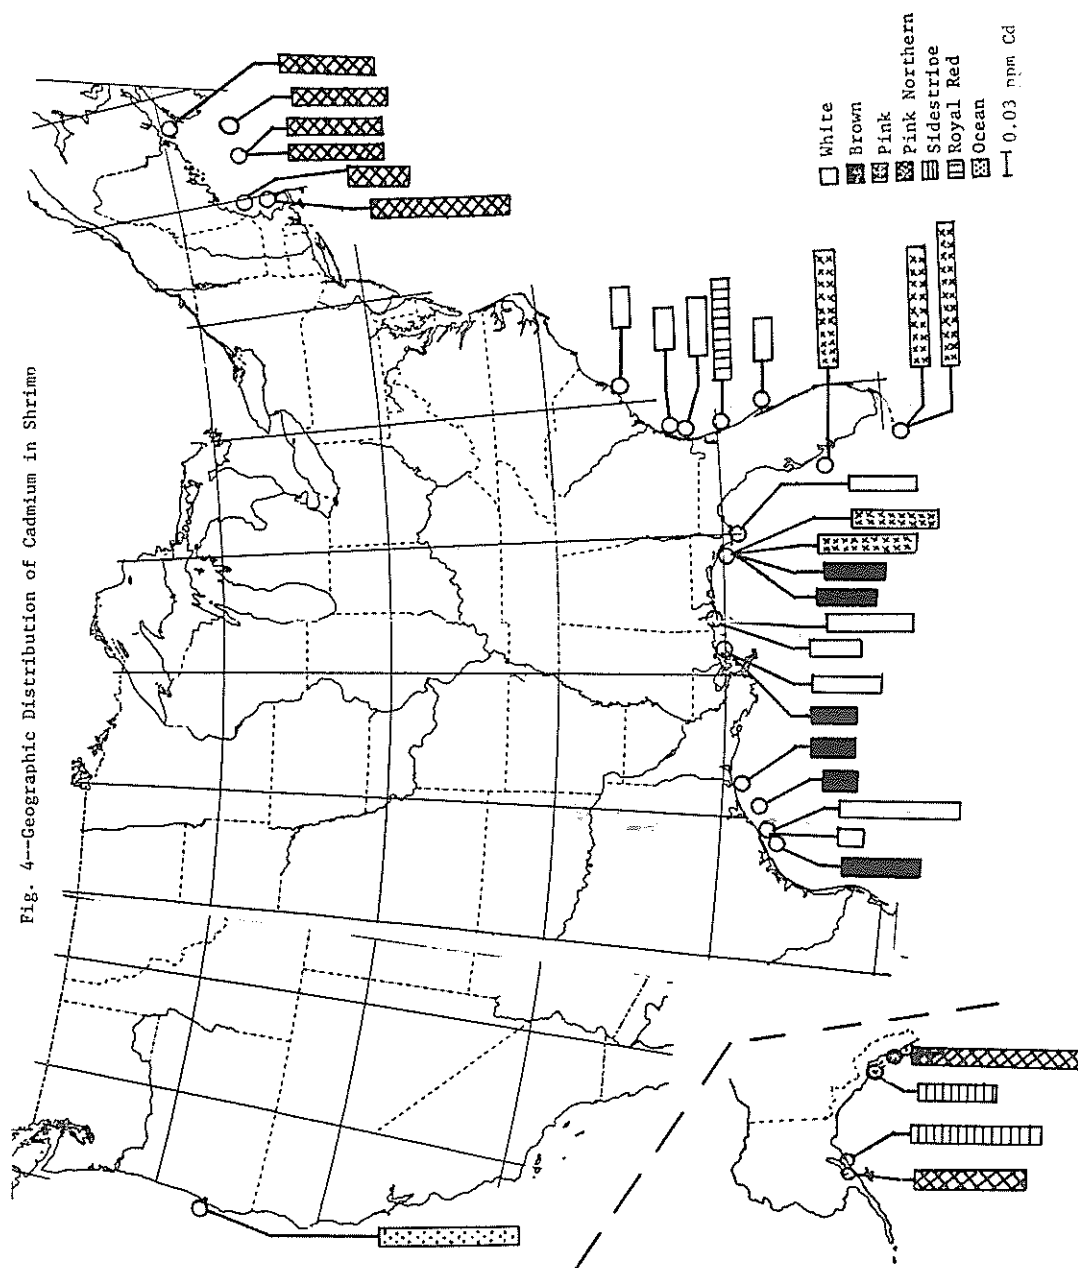 Fig. 4--Geographic Distribution of Cadmium in Shrimp
White
Brown
Pink
Pink Northern
Sidestripe
Royal Red
Ocean
0.03 ppm Cd